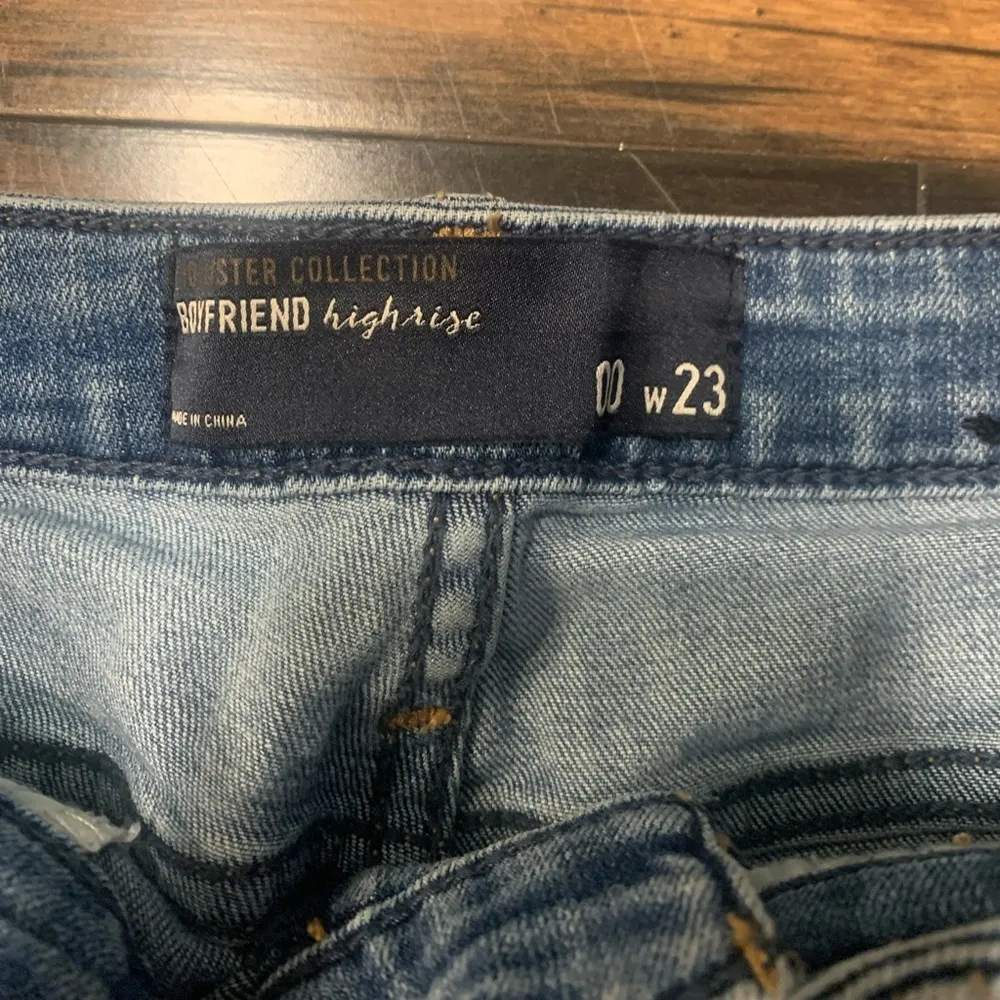 COLLECTION
BOYFRIEND highrise
00 W23
MADE IN CHINA